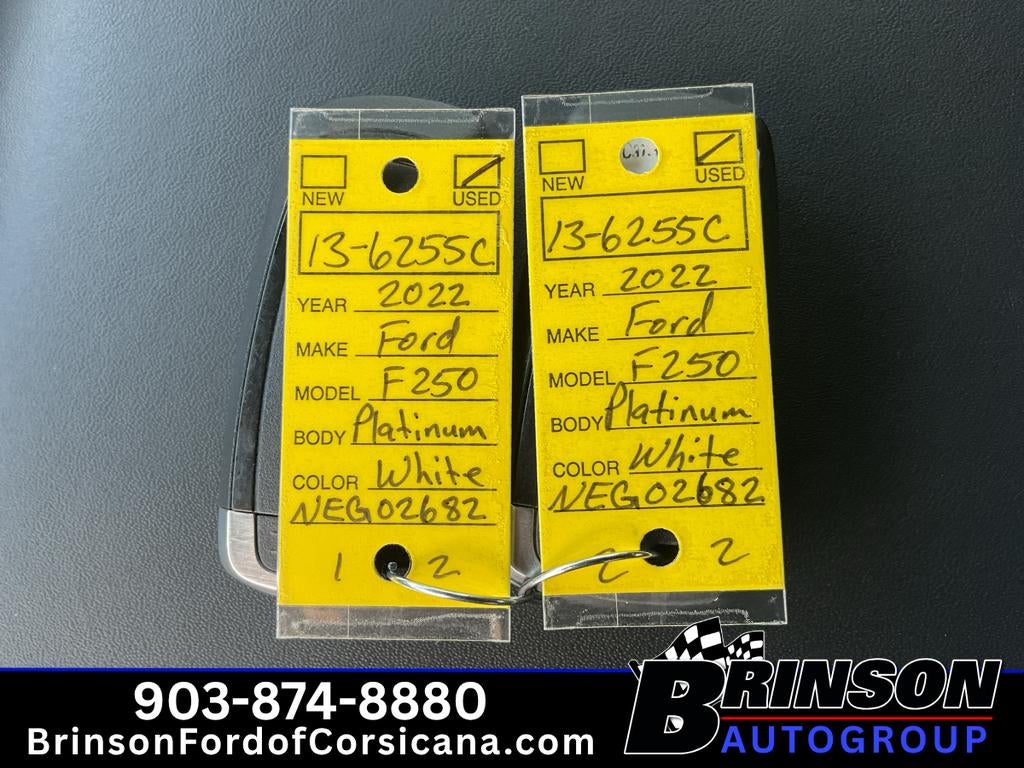 NEW USED
13-6255C
YEAR 2022
MAKE Ford
MODEL F250
BODY Platinum
COLOR White
NEG02682
1 2
NEW USED
13-6255C
YEAR 2022
MAKE Ford
MODEL F250
BODY Platinum
COLOR White
NEG02682
2 2
903-874-8880
BrinsonFordofCorsicana.com
BRINSON
AUTOGROUP